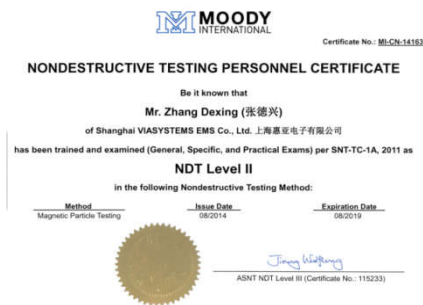 MOODY
INTERNATIONAL
Certificate No.: MI-CN-14163
NONDESTRUCTIVE TESTING PERSONNEL CERTIFICATE
Be it known that
Mr. Zhang Dexing (张德兴)
of Shanghai VIASYSTEMS EMS Co., Ltd. 上海惠亚电子有限公司
has been trained and examined (General, Specific, and Practical Exams) per SNT-TC-1A, 2011 as
NDT Level II
in the following Nondestructive Testing Method:
Method Issue Date Expiration Date
Magnetic Particle Testing 08/2014 08/2019
ASNT NDT Level III (Certificate No.: 115233)